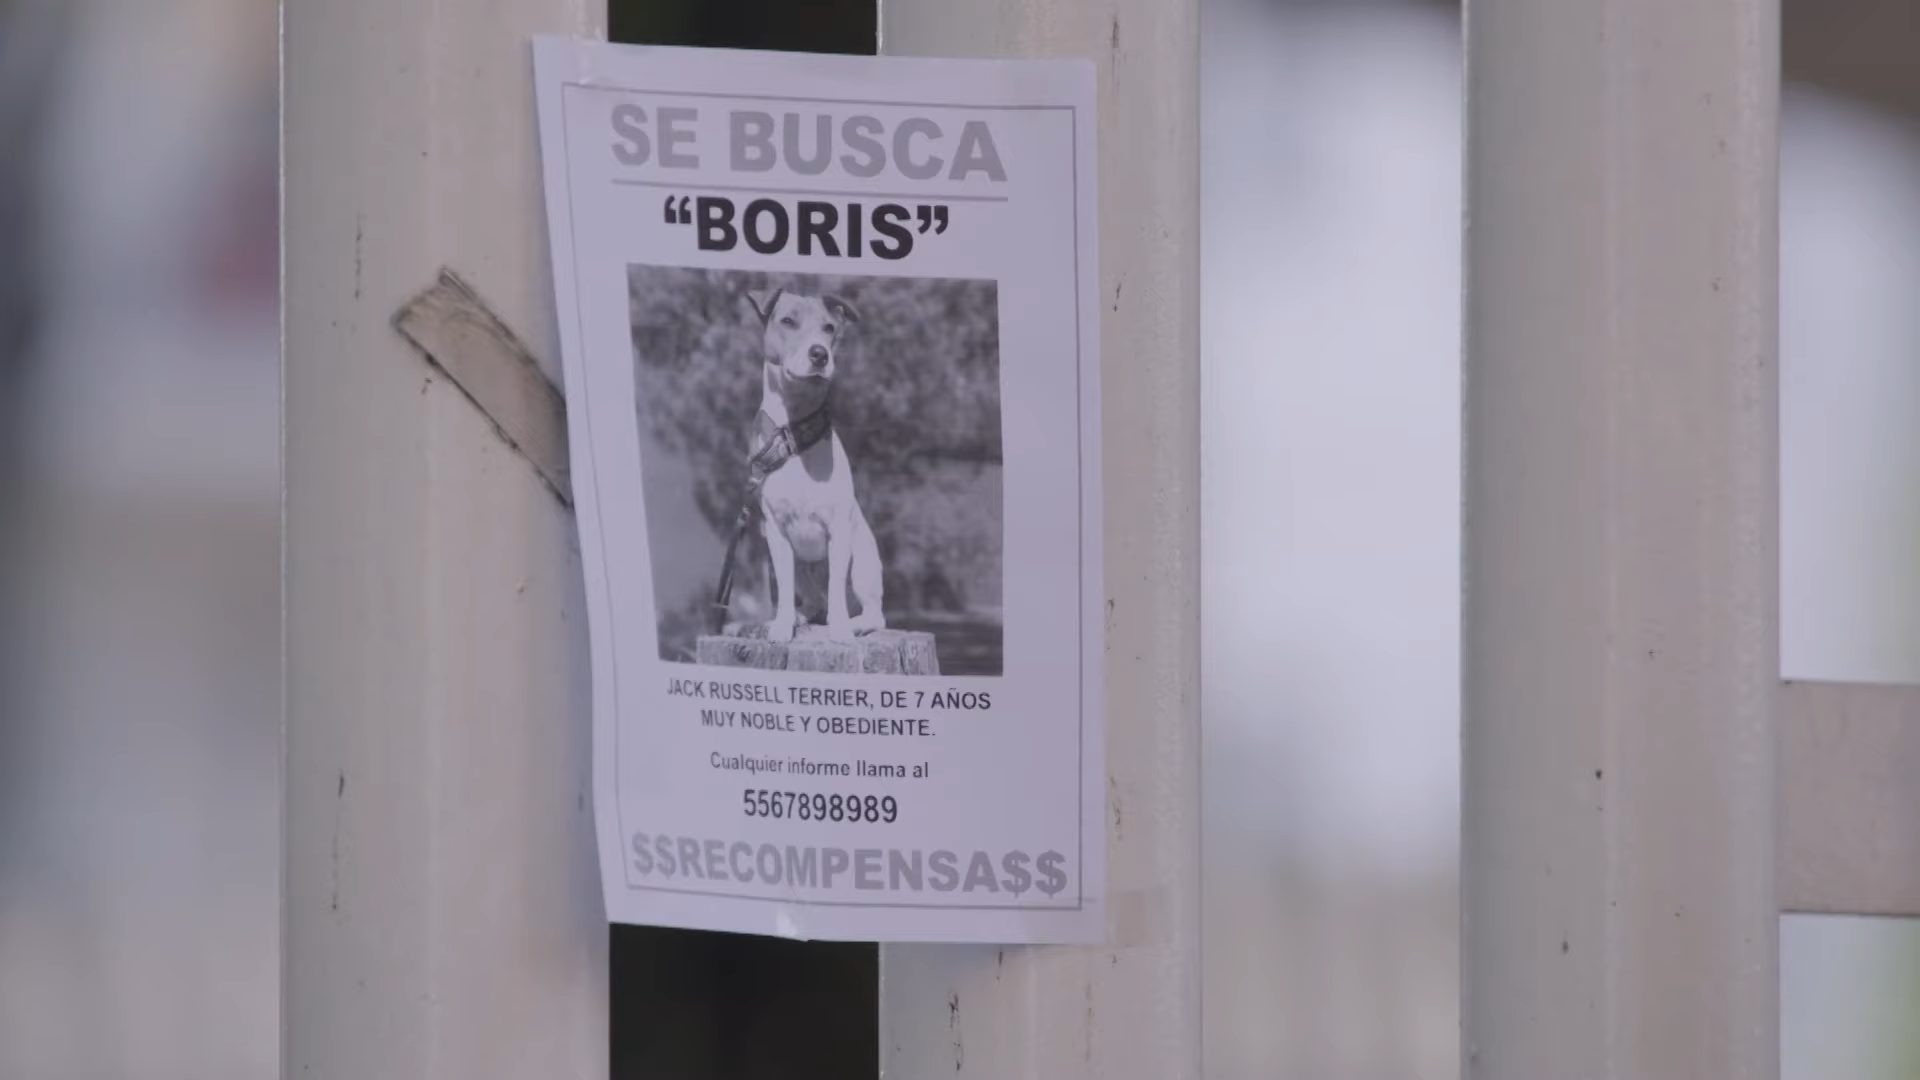 SE BUSCA
“BORIS”
JACK RUSSELL TERRIER, DE 7 AÑOS
MUY NOBLE Y OBEDIENTE.
Cualquier informe llama al
5567898989
$$RECOMPENSA$$